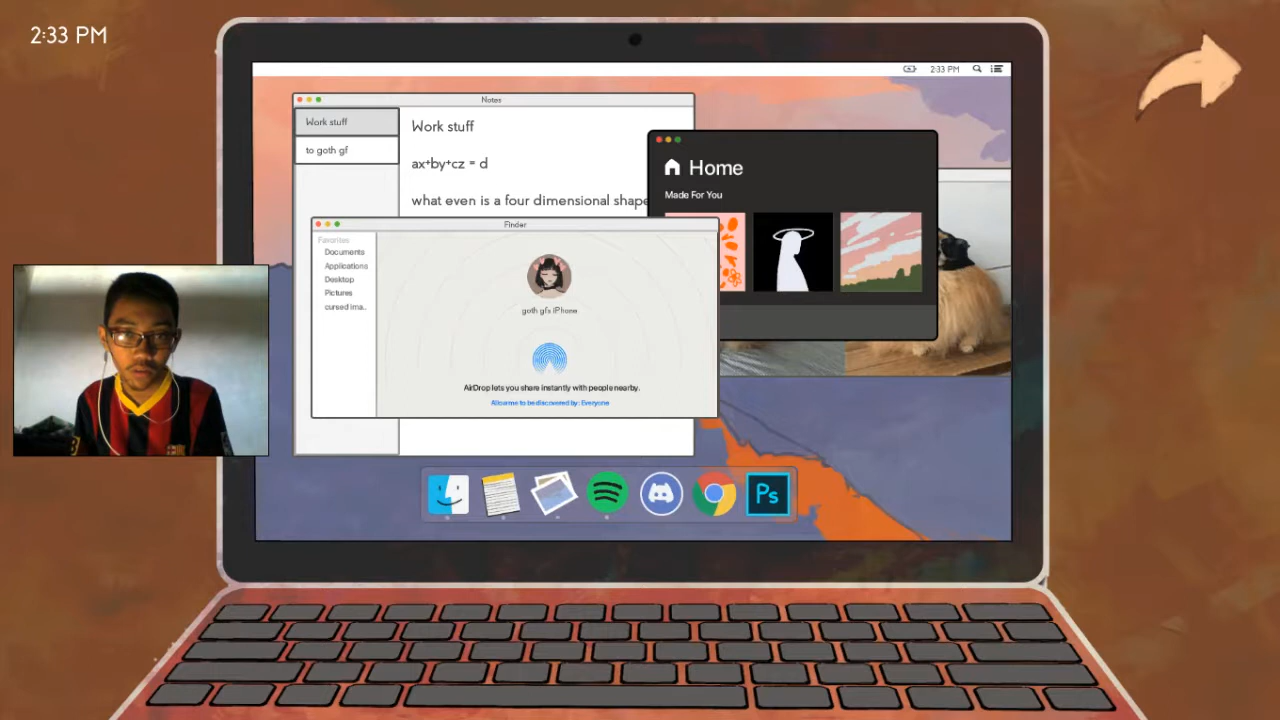 2:33 PM
2:33 PM
Notes
Work stuff
to goth gf
Work stuff
ax+by+cz = d
what even is a four dimensional shape
Home
Made For You
Finder
Favorites
Documents
Applications
Desktop
Pictures
cursed ima..
goth gfs iPhone
AirDrop lets you share instantly with people nearby.
Allow me to be discovered by: Everyone
Ps